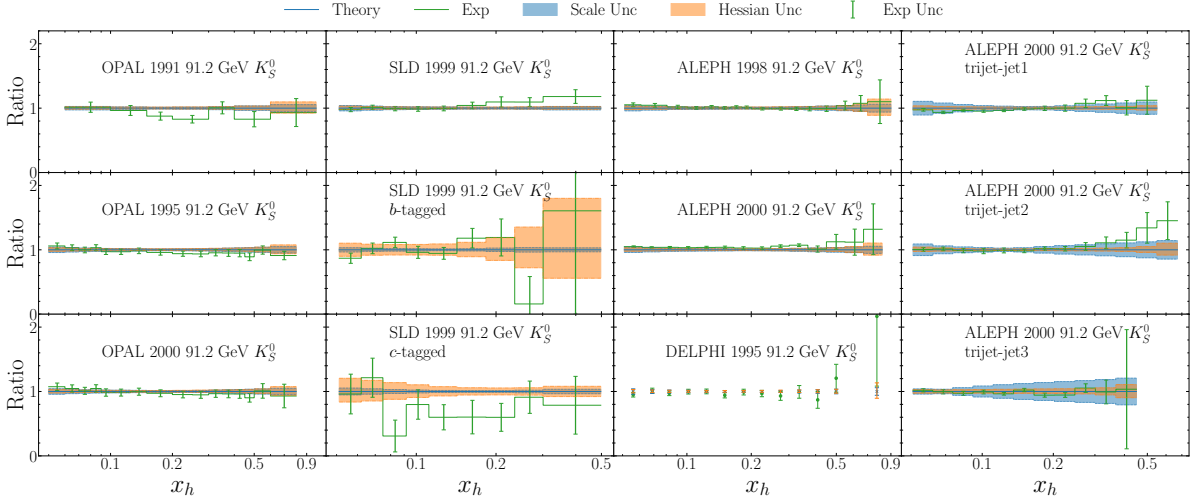 Theory Exp Scale Unc Hessian Unc Exp Unc
Ratio
2
1
0
OPAL 1991 91.2 GeV K_S^0
SLD 1999 91.2 GeV K_S^0
ALEPH 1998 91.2 GeV K_S^0
ALEPH 2000 91.2 GeV K_S^0
trijet-jet1
Ratio
2
1
0
OPAL 1995 91.2 GeV K_S^0
SLD 1999 91.2 GeV K_S^0
b-tagged
ALEPH 2000 91.2 GeV K_S^0
ALEPH 2000 91.2 GeV K_S^0
trijet-jet2
Ratio
2
1
0
OPAL 2000 91.2 GeV K_S^0
SLD 1999 91.2 GeV K_S^0
c-tagged
DELPHI 1995 91.2 GeV K_S^0
ALEPH 2000 91.2 GeV K_S^0
trijet-jet3
0.1 0.2 0.5 0.9
0.1 0.2 0.5
0.1 0.2 0.5 0.9
0.1 0.2 0.5
x_h x_h x_h x_h